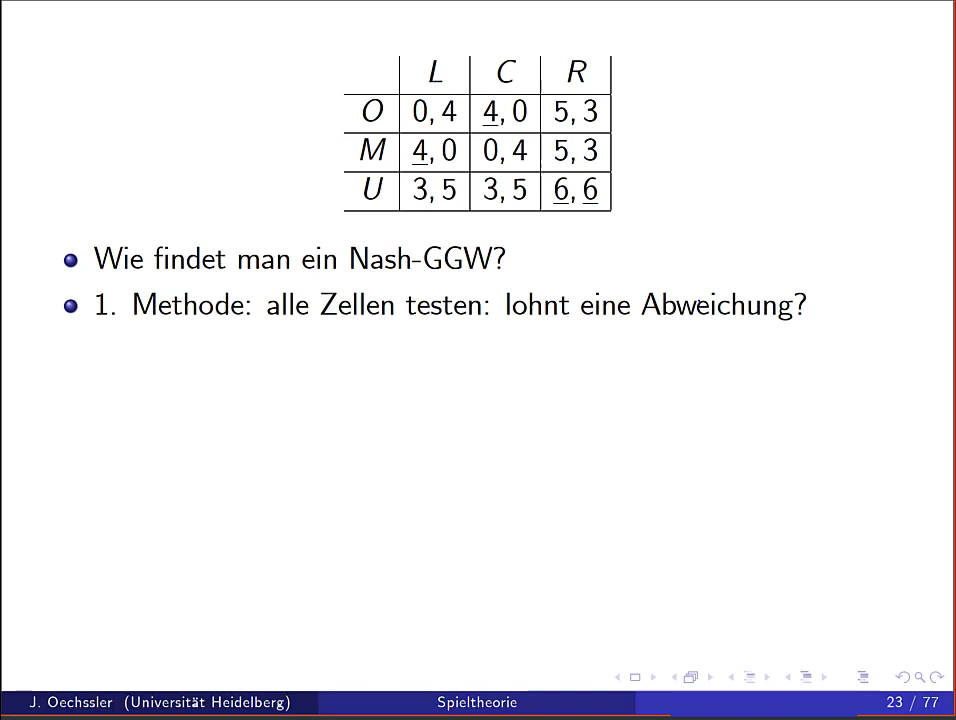 L C R
O 0, 4 4, 0 5, 3
M 4, 0 0, 4 5, 3
U 3, 5 3, 5 6, 6
Wie findet man ein Nash-GGW?
1. Methode: alle Zellen testen: lohnt eine Abweichung?
J. Oechssler (Universität Heidelberg) Spieltheorie 23 / 77